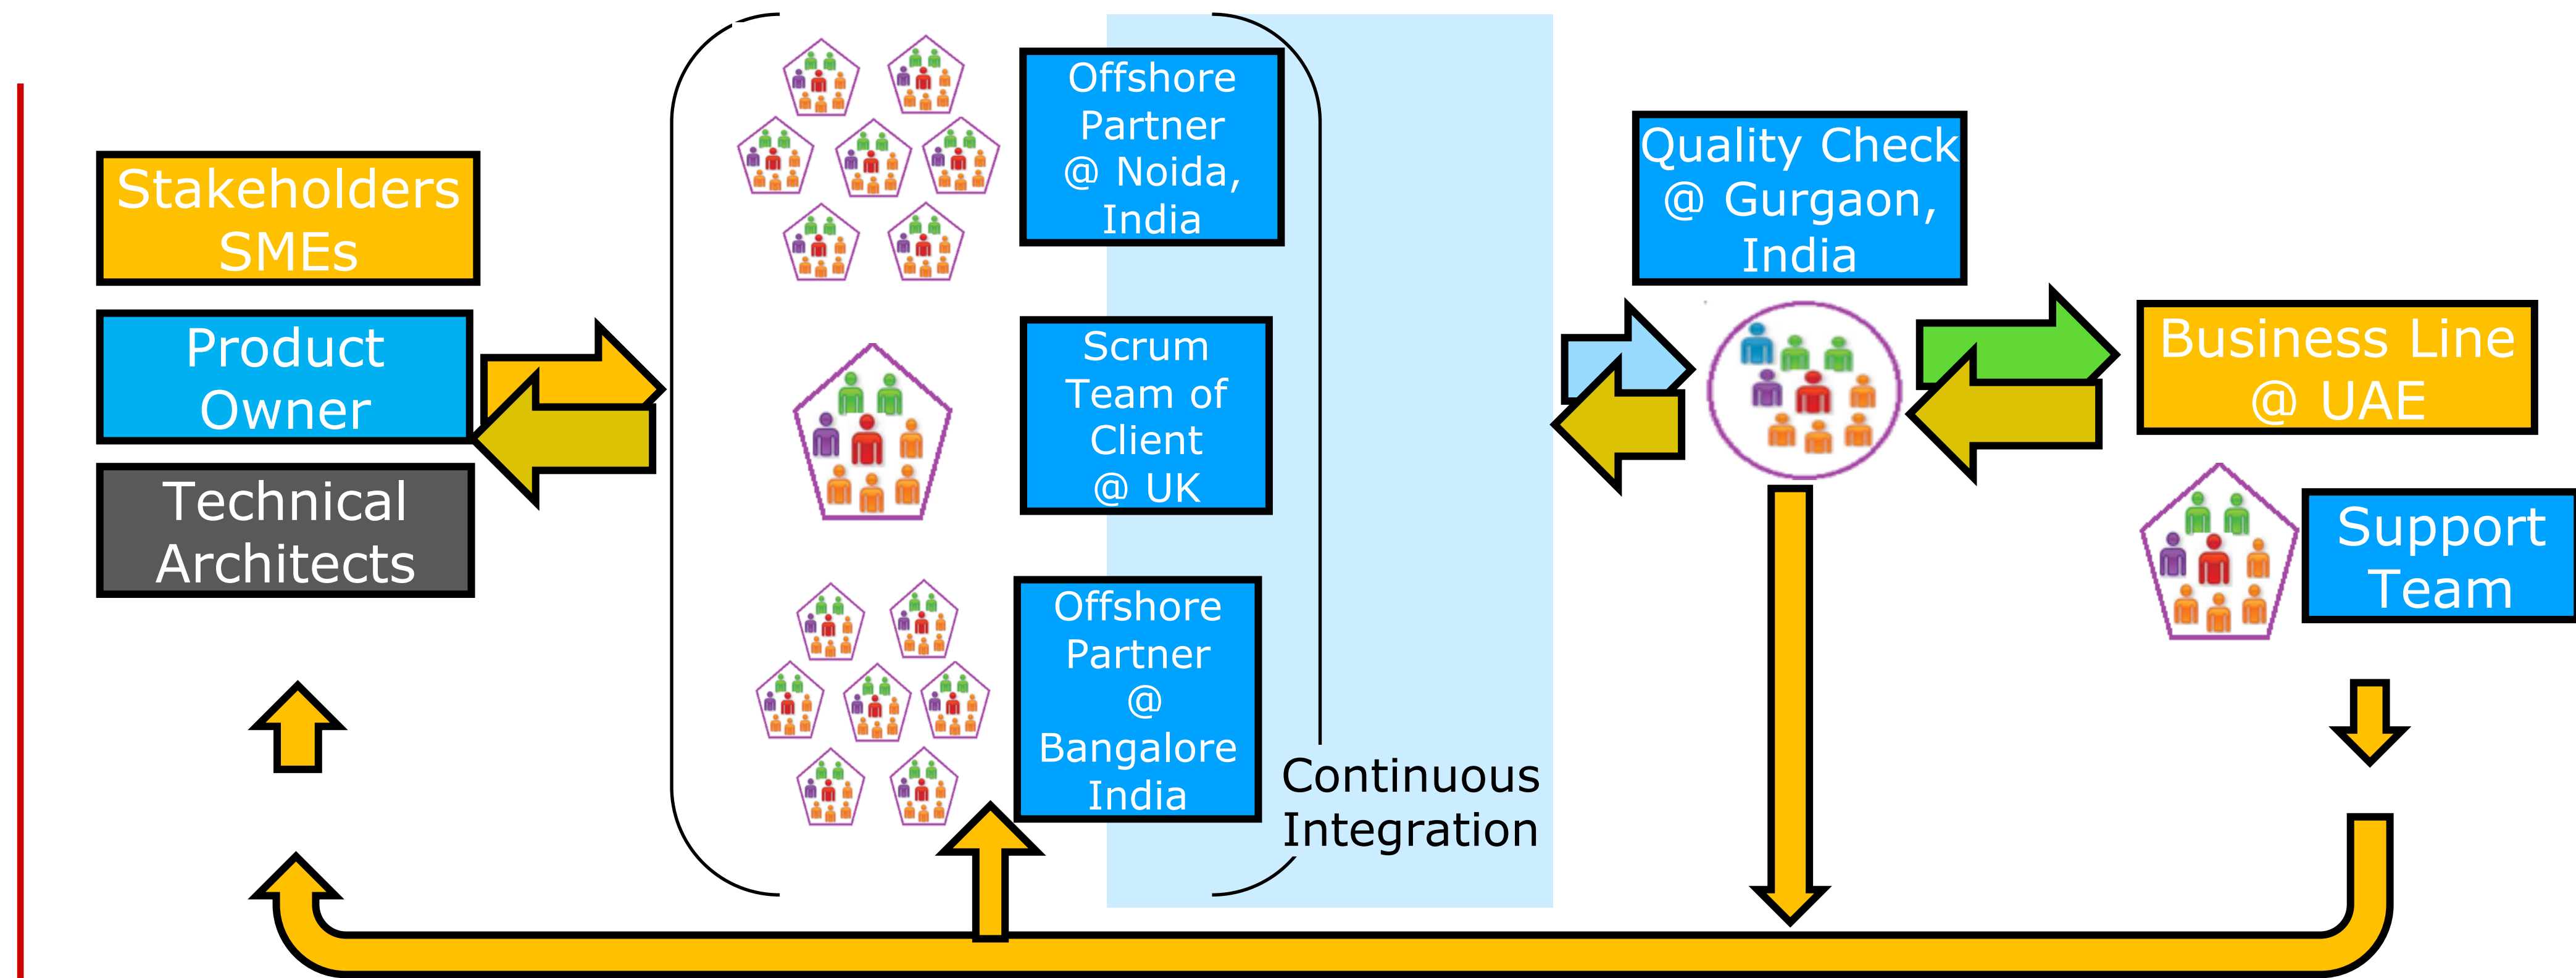 Stakeholders
SMEs
Product
Owner
Technical
Architects
Offshore
Partner
@ Noida,
India
Scrum
Team of
Client
@ UK
Offshore
Partner
@
Bangalore
India
Continuous
Integration
Quality Check
@ Gurgaon,
India
Business Line
@ UAE
Support
Team